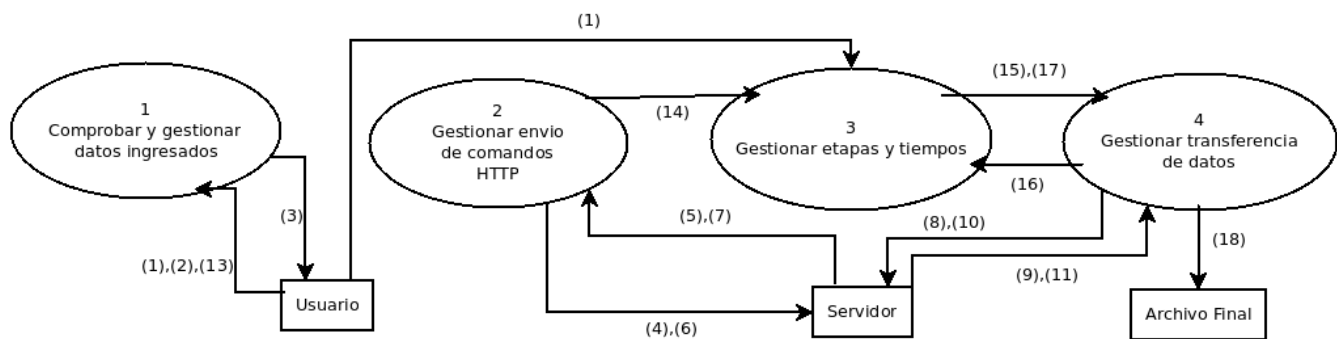 (1)
1
Comprobar y gestionar
datos ingresados
2
Gestionar envio
de comandos
HTTP
(14)
3
Gestionar etapas y tiempos
(15),(17)
4
Gestionar transferencia
de datos
(16)
(3)
(5),(7)
(8),(10)
(18)
(1),(2),(13)
(9),(11)
Usuario
Servidor
Archivo Final
(4),(6)